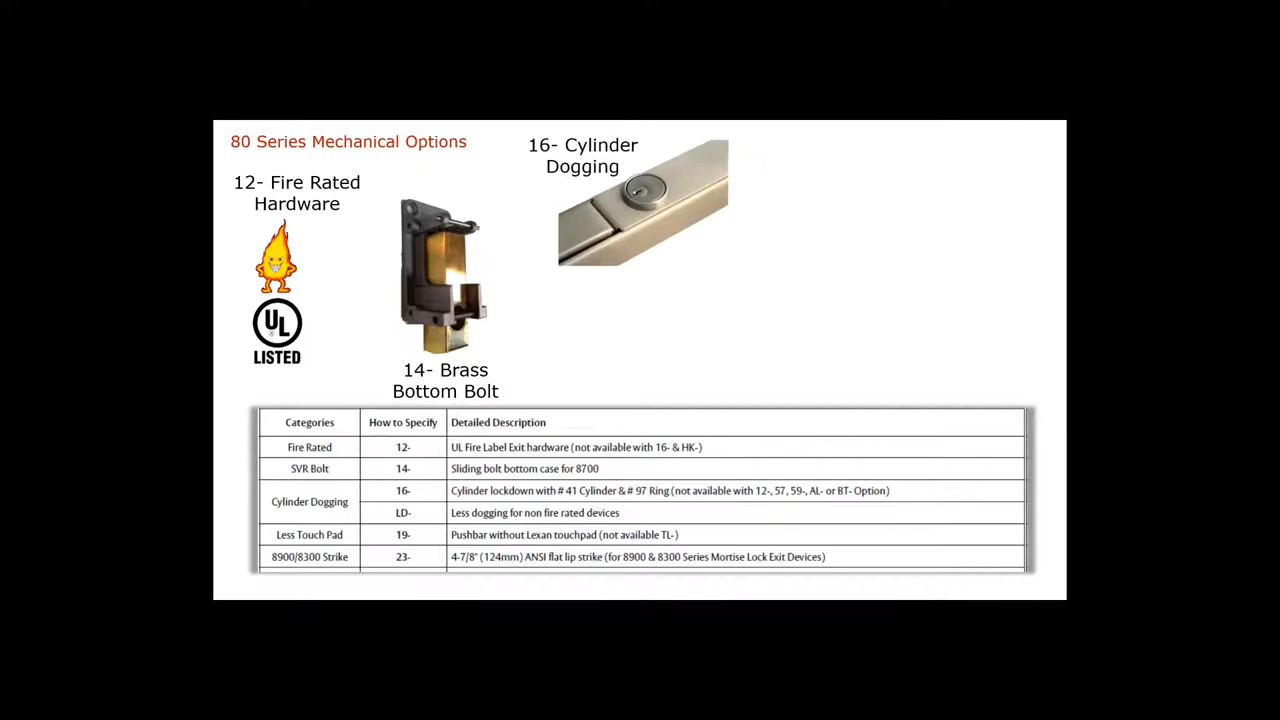 80 Series Mechanical Options
12- Fire Rated
Hardware
UL
®
LISTED
14- Brass
Bottom Bolt
16- Cylinder
Dogging
Categories How to Specify Detailed Description
Fire Rated 12- UL Fire Label Exit hardware (not available with 16- & HK-)
SVR Bolt 14- Sliding bolt bottom case for 8700
Cylinder Dogging 16- Cylinder lockdown with # 41 Cylinder & # 97 Ring (not available with 12-, 57, 59-, AL- or BT- Option)
LD- Less dogging for non fire rated devices
Less Touch Pad 19- Pushbar without Lexan touchpad (not available TL-)
8900/8300 Strike 23- 4-7/8" (124mm) ANSI flat lip strike (for 8900 & 8300 Series Mortise Lock Exit Devices)